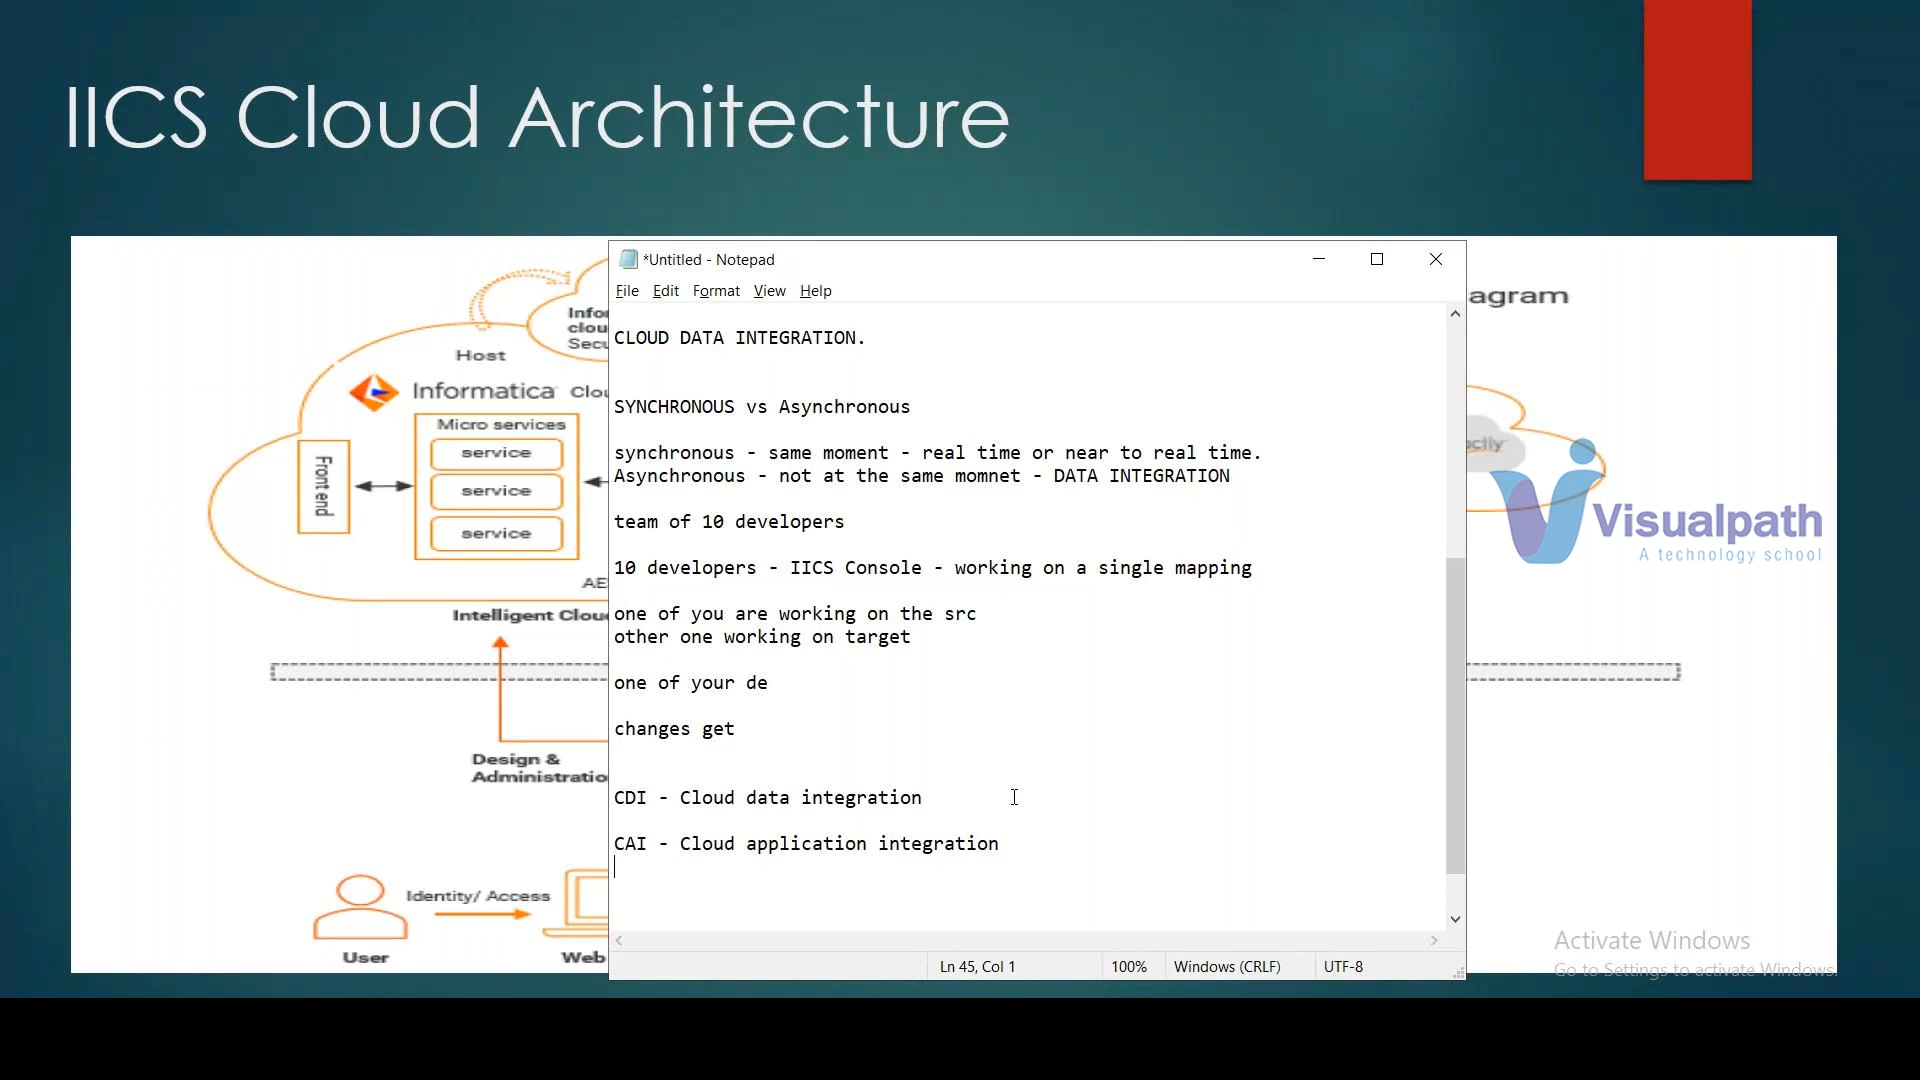 IICS Cloud Architecture
*Untitled - Notepad
File Edit Format View Help
CLOUD DATA INTEGRATION.
SYNCHRONOUS vs Asynchronous
synchronous - same moment - real time or near to real time.
Asynchronous - not at the same momnet - DATA INTEGRATION
team of 10 developers
10 developers - IICS Console - working on a single mapping
one of you are working on the src
other one working on target
one of your de
changes get
CDI - Cloud data integration
CAI - Cloud application integration
Ln 45, Col 1
100%
Windows (CRLF)
UTF-8
Host
Informatica
Micro services
service
service
service
Front end
Intelligent
Design &
Identity/ Access
User
Web
agram
Visualpath
A technology school
Activate Windows
Go to Settings to activate Windows.